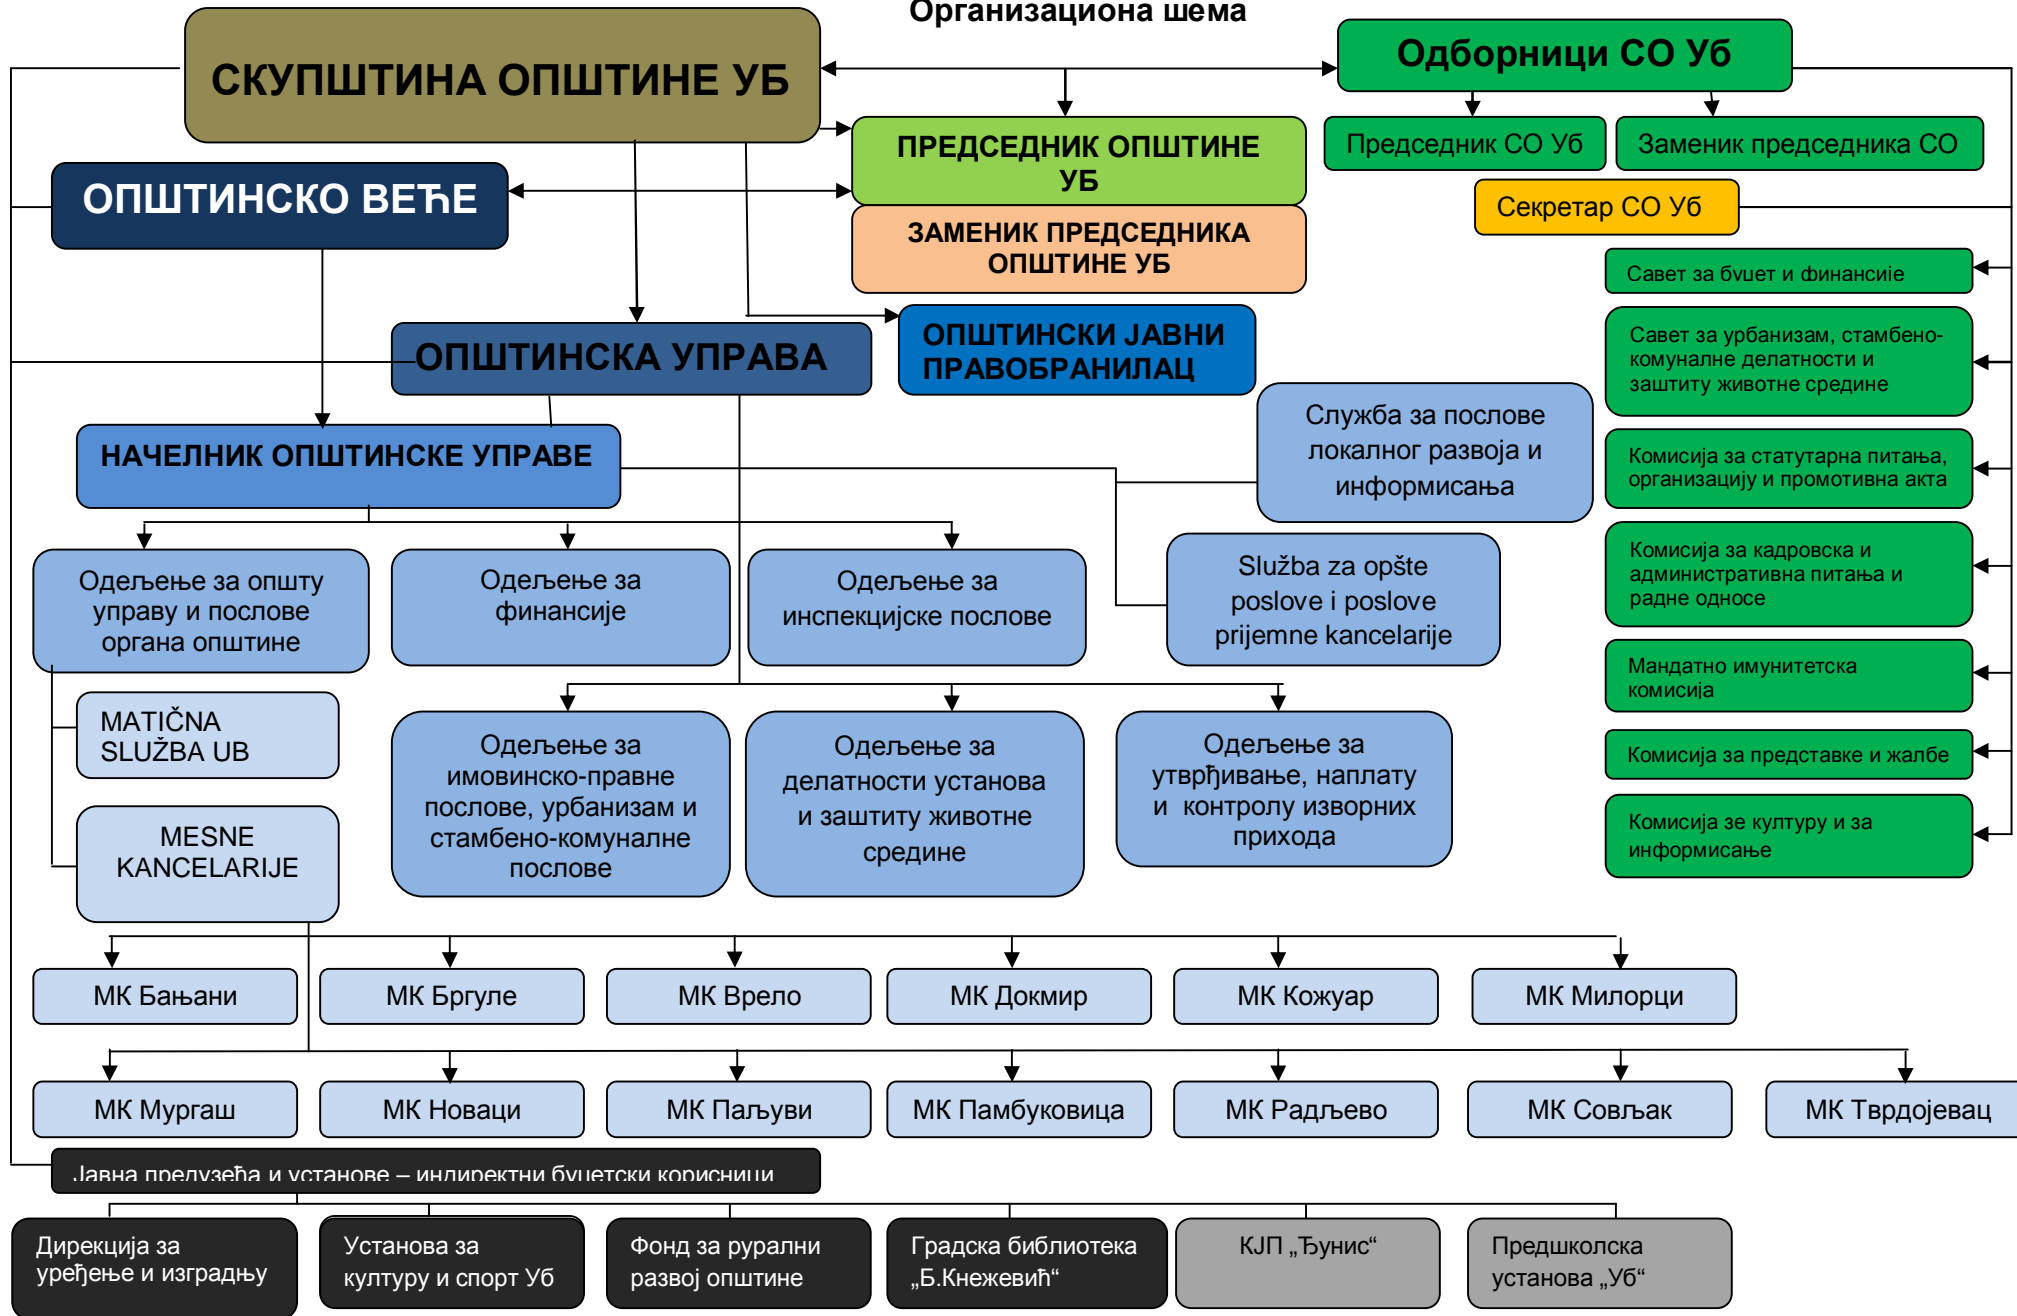 Организациона шема
СКУПШТИНА ОПШТИНЕ УБ
Одборници СО Уб
ПРЕДСЕДНИК ОПШТИНЕ
УБ
Председник СО Уб
Заменик председника СО
ОПШТИНСКО ВЕЋЕ
Секретар СО Уб
ЗАМЕНИК ПРЕДСЕДНИКА
ОПШТИНЕ УБ
Савет за буџет и финансије
ОПШТИНСКА УПРАВА
ОПШТИНСКИ ЈАВНИ
ПРАВОБРАНИЛАЦ
Савет за урбанизам, стамбено-
комуналне делатности и
заштиту животне средине
НАЧЕЛНИК ОПШТИНСКЕ УПРАВЕ
Служба за послове
локалног развоја и
информисања
Комисија за статутарна питања,
организацију и промотивна акта
Одељење за општу
управу и послове
органа општине
Одељење за
финансије
Одељење за
инспекцијске послове
Služba za opšte
poslove i poslove
prijemne kancelarije
Комисија за кадровска и
административна питања и
радне односе
Мандатно имунитетска
комисија
MATIČNA
SLUŽBA UB
Одељење за
имовинско-правне
послове, урбанизам и
стамбено-комуналне
послове
Одељење за
делатности установа
и заштиту животне
средине
Одељење за
утврђивање, наплату
и  контролу изворних
прихода
Комисија за представке и жалбе
MESNE
KANCELARIJE
Комисија зе културу и за
информисање
МК Бањани
МК Бргуле
МК Врело
МК Докмир
МК Кожуар
МК Милорци
МК Мургаш
МК Новаци
МК Паљуви
МК Памбуковица
МК Радљево
МК Совљак
МК Тврдојевац
Јавна предузећа и установе – индиректни буџетски корисници
Дирекција за
уређење и изградњу
Установа за
културу и спорт Уб
Фонд за рурални
развој општине
Градска библиотека
„Б.Кнежевић“
КЈП „Ђунис“
Предшколска
установа „Уб“